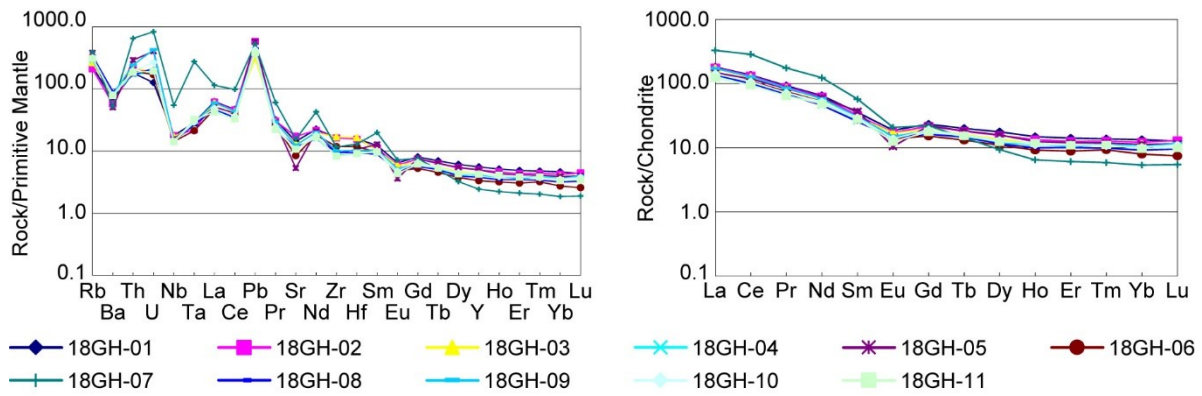 Rock/Primitive Mantle
1000.0
100.0
10.0
1.0
0.1
Rb Th Nb La Pb Sr Zr Sm Gd Dy Ho Tm Lu
Ba U Ta Ce Pr Nd Hf Eu Tb Y Er Yb
Rock/Chondrite
1000.0
100.0
10.0
1.0
0.1
La Ce Pr Nd Sm Eu Gd Tb Dy Ho Er Tm Yb Lu
18GH-01 18GH-02 18GH-03 18GH-04 18GH-05 18GH-06
18GH-07 18GH-08 18GH-09 18GH-10 18GH-11